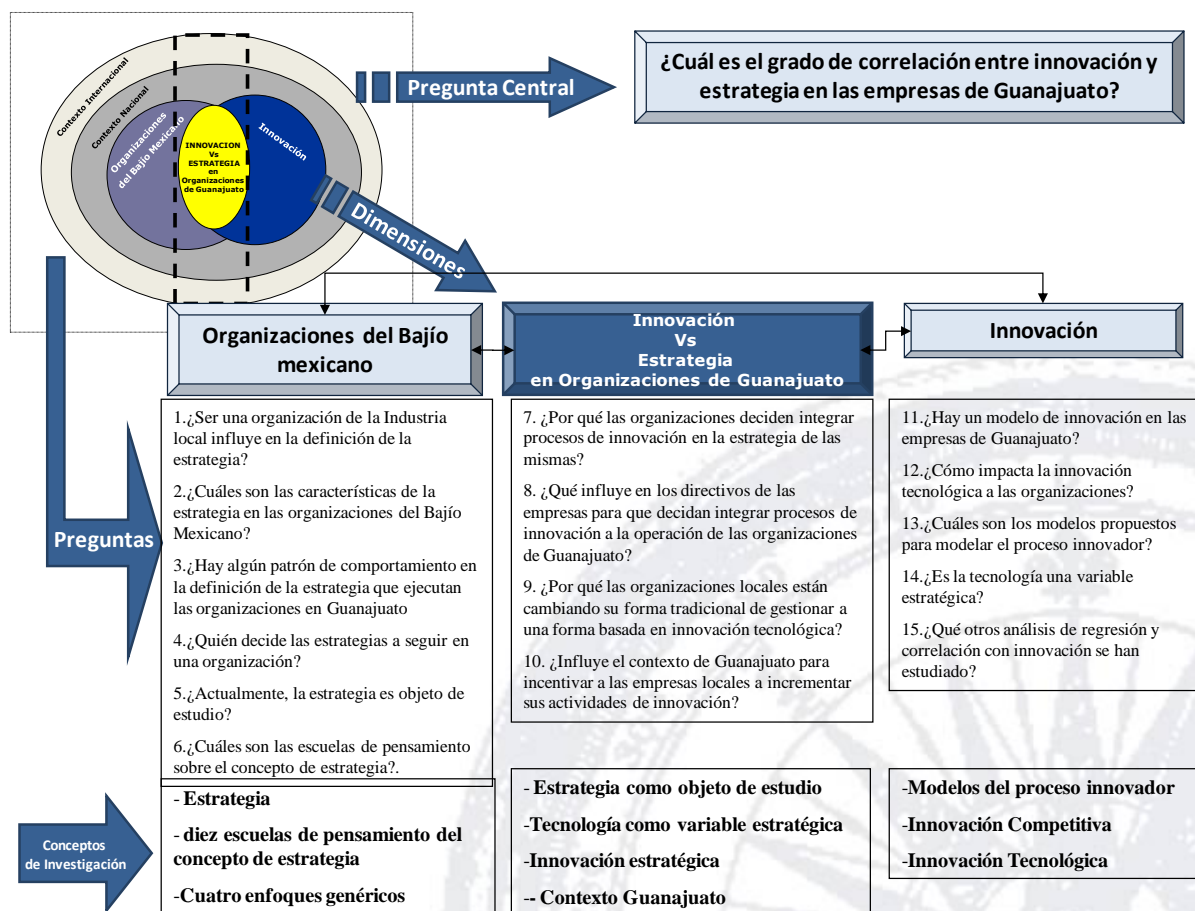 Contexto Internacional
Contexto Nacional
Organizaciones
del Bajío Mexicano
INNOVACION
Vs
ESTRATEGIA
en
Organizaciones
de Guanajuato
Innovación
Pregunta Central
¿Cuál es el grado de correlación entre innovación y
estrategia en las empresas de Guanajuato?
Dimensiones
Organizaciones del Bajío
mexicano
Innovación
Vs
Estrategia
en Organizaciones de Guanajuato
Innovación
Preguntas
1.¿Ser una organización de la Industria
local influye en la definición de la
estrategia?
2.¿Cuáles son las características de la
estrategia en las organizaciones del Bajío
Mexicano?
3.¿Hay algún patrón de comportamiento en
la definición de la estrategia que ejecutan
las organizaciones en Guanajuato
4.¿Quién decide las estrategias a seguir en
una organización?
5.¿Actualmente, la estrategia es objeto de
estudio?
6.¿Cuáles son las escuelas de pensamiento
sobre el concepto de estrategia?.
7. ¿Por qué las organizaciones deciden integrar
procesos de innovación en la estrategia de las
mismas?
8. ¿Qué influye en los directivos de las
empresas para que decidan integrar procesos de
innovación a la operación de las organizaciones
de Guanajuato?
9. ¿Por qué las organizaciones locales están
cambiando su forma tradicional de gestionar a
una forma basada en innovación tecnológica?
10. ¿Influye el contexto de Guanajuato para
incentivar a las empresas locales a incrementar
sus actividades de innovación?
11.¿Hay un modelo de innovación en las
empresas de Guanajuato?
12.¿Cómo impacta la innovación
tecnológica a las organizaciones?
13.¿Cuáles son los modelos propuestos
para modelar el proceso innovador?
14.¿Es la tecnología una variable
estratégica?
15.¿Qué otros análisis de regresión y
correlación con innovación se han
estudiado?
Conceptos
de Investigación
- Estrategia
- diez escuelas de pensamiento del
concepto de estrategia
-Cuatro enfoques genéricos
- Estrategia como objeto de estudio
-Tecnología como variable estratégica
-Innovación estratégica
-- Contexto Guanajuato
-Modelos del proceso innovador
-Innovación Competitiva
-Innovación Tecnológica